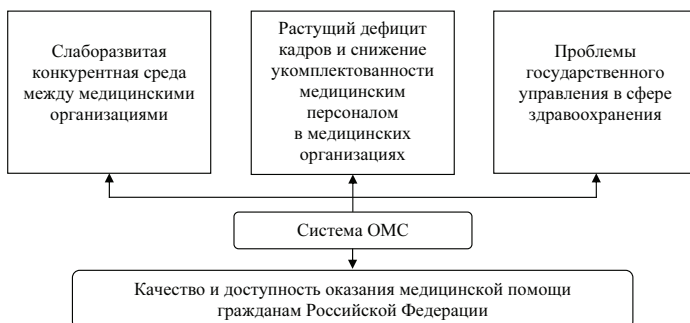 Слаборазвитая
конкурентная среда
между медицинскими
организациями
Растущий дефицит
кадров и снижение
укомплектованности
медицинским
персоналом
в медицинских
организациях
Проблемы
государственного
управления в сфере
здравоохранения
Система ОМС
Качество и доступность оказания медицинской помощи
гражданам Российской Федерации